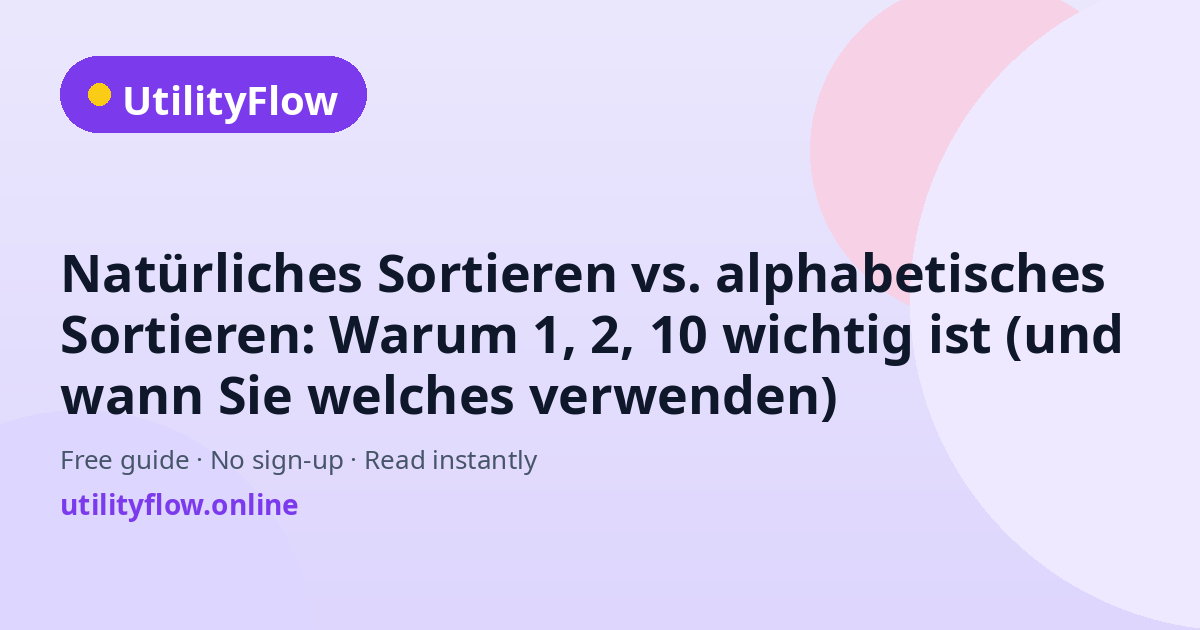 UtilityFlow
Natürliches Sortieren vs. alphabetisches
Sortieren: Warum 1, 2, 10 wichtig ist (und
wann Sie welches verwenden)
Free guide · No sign-up · Read instantly
utilityflow.online